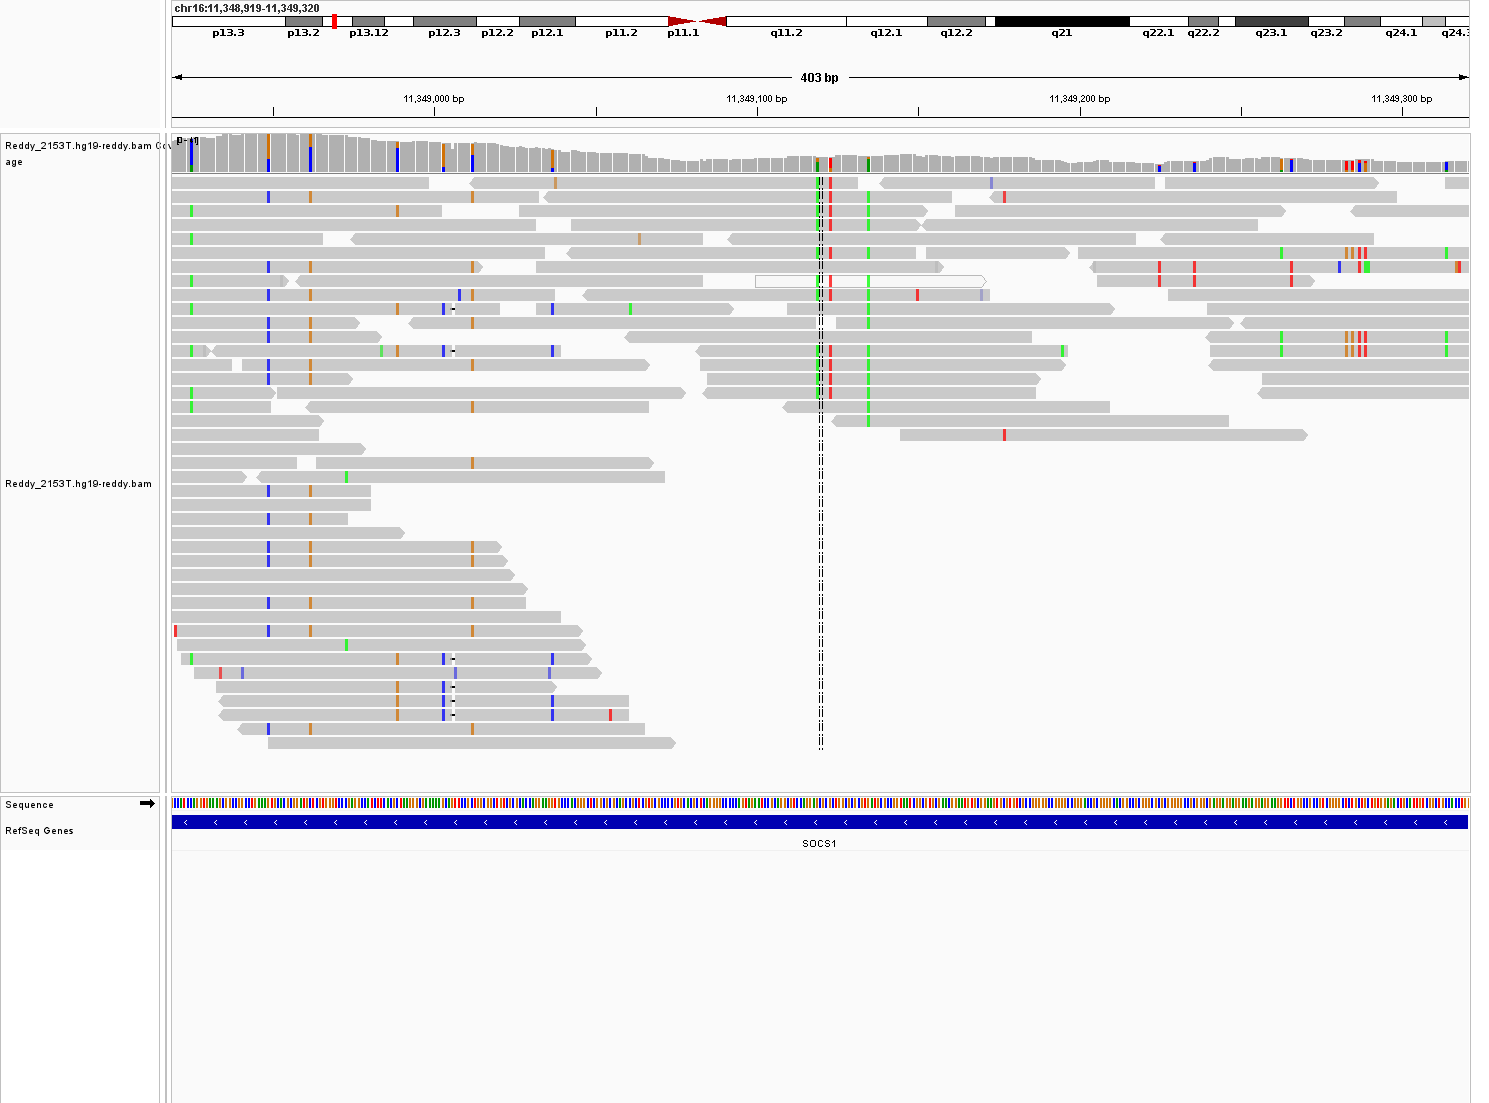 chr16:11,348,919-11,349,320
p13.3 p13.2 p13.12 p12.3 p12.2 p12.1 p11.2 p11.1 q11.2 q12.1 q12.2 q21 q22.1 q22.2 q23.1 q23.2 q24.1 q24.3
403 bp
11,349,000 bp 11,349,100 bp 11,349,200 bp 11,349,300 bp
Reddy_2153T.hg19-reddy.bam Cov
age
Reddy_2153T.hg19-reddy.bam
Sequence
RefSeq Genes
SOCS1